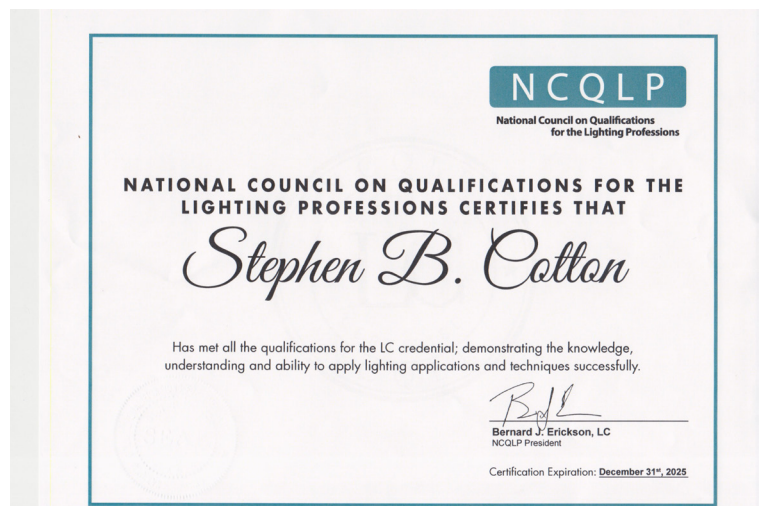 NCQLP
National Council on Qualifications
for the Lighting Professions
NATIONAL COUNCIL ON QUALIFICATIONS FOR THE
LIGHTING PROFESSIONS CERTIFIES THAT
Stephen B. Cotton
Has met all the qualifications for the LC credential; demonstrating the knowledge,
understanding and ability to apply lighting applications and techniques successfully.
Bernard J. Erickson, LC
NCQLP President
Certification Expiration: December 31st, 2025